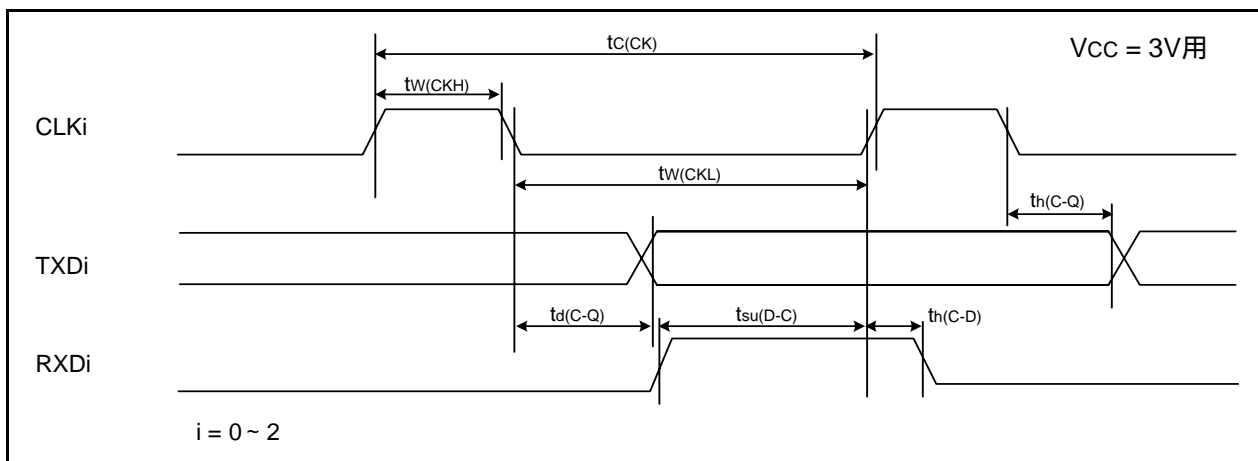 tC(CK)
VCC = 3V用
tW(CKH)
CLKi
tW(CKL)
th(C-Q)
TXDi
td(C-Q)
tsu(D-C)
th(C-D)
RXDi
i = 0 ~ 2